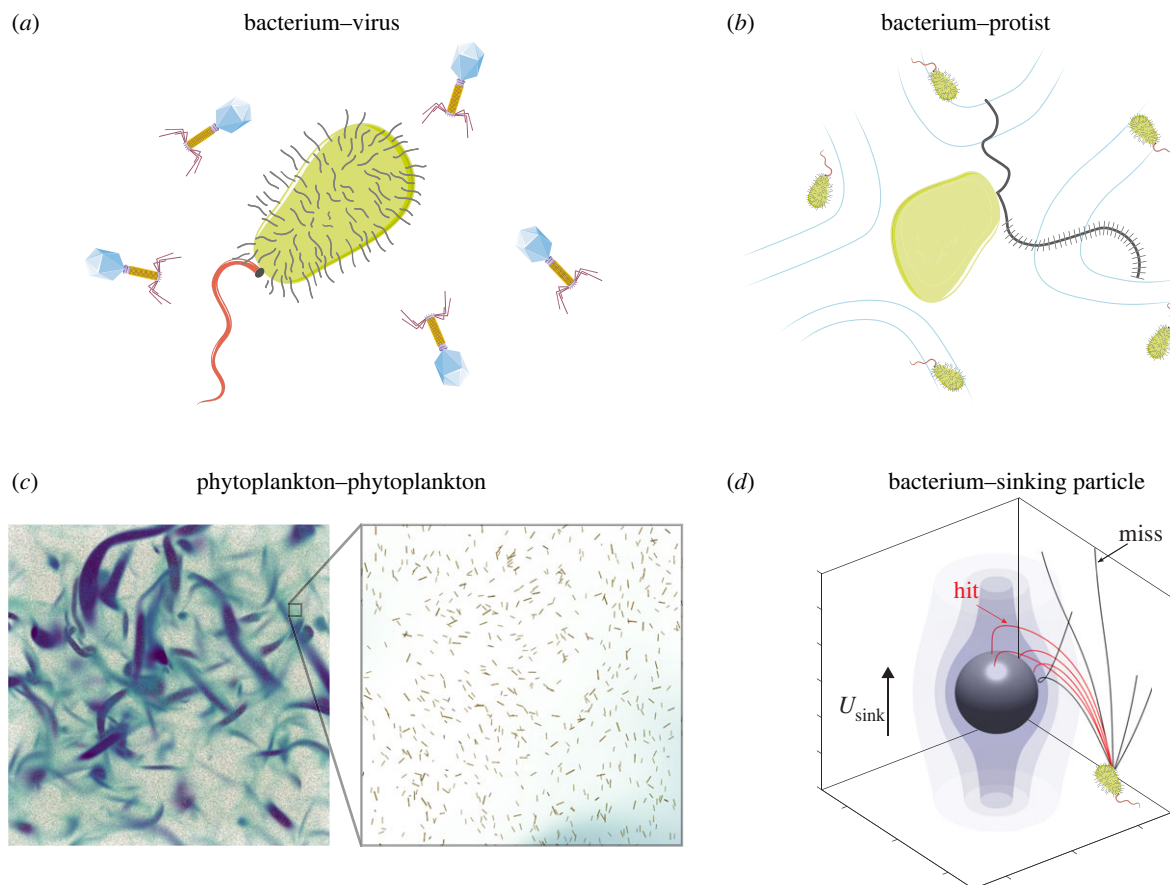 (a) bacterium–virus
(b) bacterium–protist
(c) phytoplankton–phytoplankton
(d) bacterium–sinking particle
miss
hit
U_sink